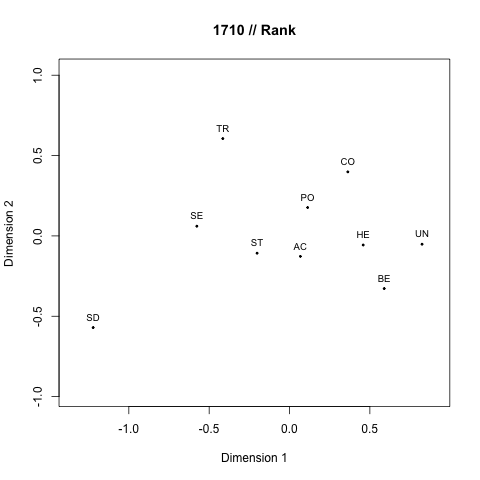 1710 // Rank
1.0
TR
0.5
CO
PO
SE
0.0
ST
AC
HE
UN
BE
SD
-0.5
-1.0
Dimension 2
-1.0 -0.5 0.0 0.5
Dimension 1